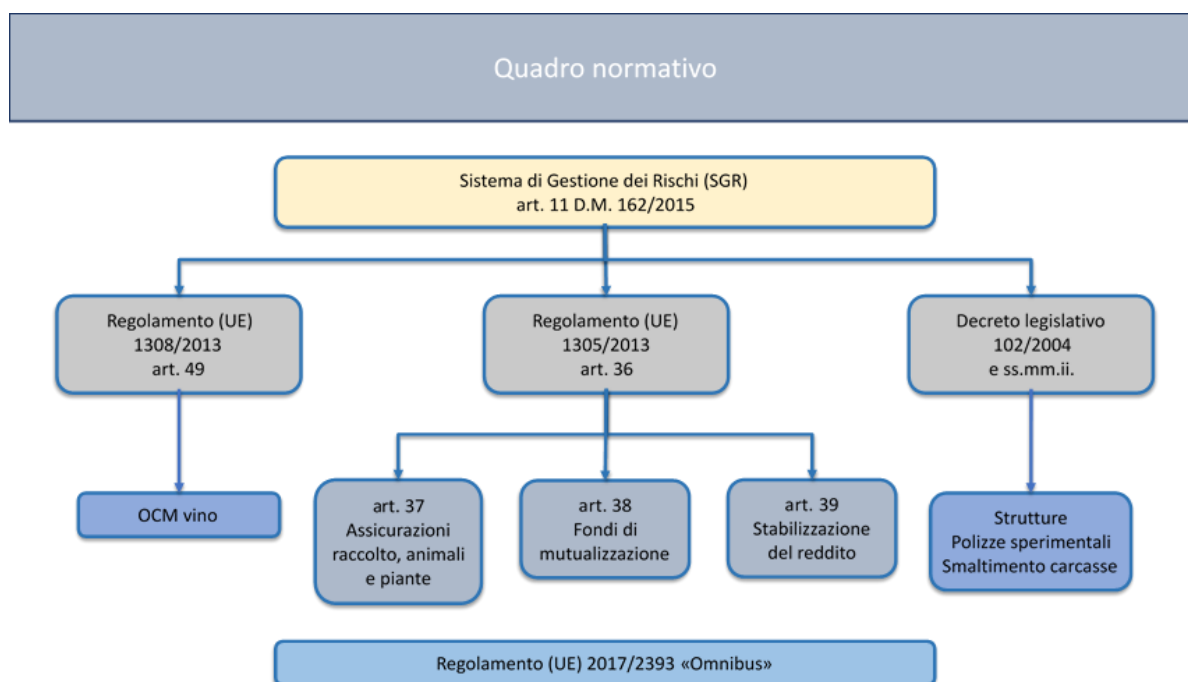 Quadro normativo
Sistema di Gestione dei Rischi (SGR)
art. 11 D.M. 162/2015
Regolamento (UE)
1308/2013
art. 49
Regolamento (UE)
1305/2013
art. 36
Decreto legislativo
102/2004
e ss.mm.ii.
OCM vino
art. 37
Assicurazioni
raccolto, animali
e piante
art. 38
Fondi di
mutualizzazione
art. 39
Stabilizzazione
del reddito
Strutture
Polizze sperimentali
Smaltimento carcasse
Regolamento (UE) 2017/2393 «Omnibus»